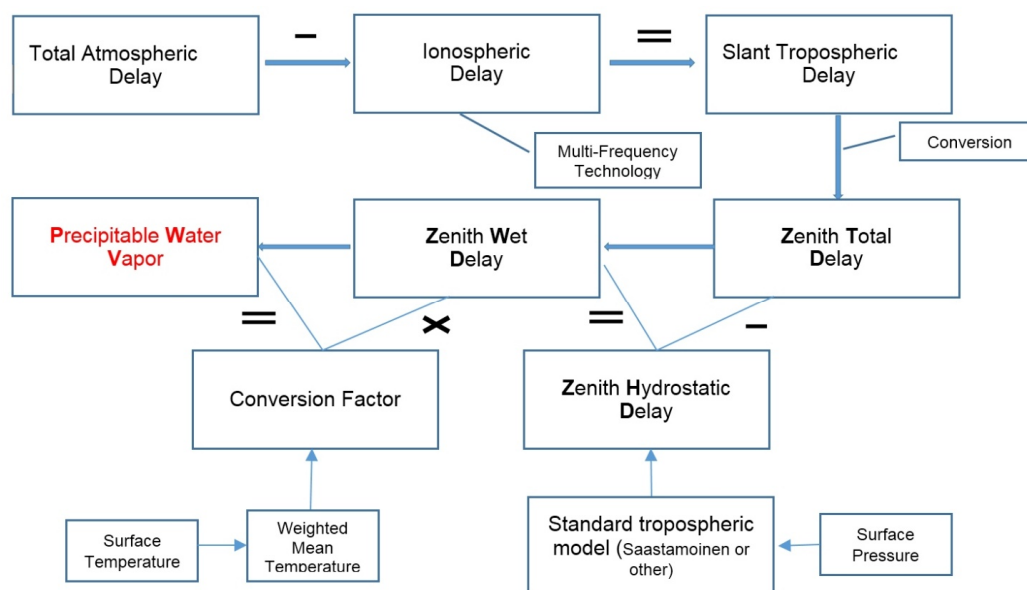 Total Atmospheric
Delay
−
Ionospheric
Delay
=
Slant Tropospheric
Delay
Multi-Frequency
Technology
Conversion
Precipitable Water
Vapor
Zenith Wet
Delay
Zenith Total
Delay
=
×
=
−
Conversion Factor
Zenith Hydrostatic
Delay
Surface
Temperature
Weighted
Mean
Temperature
Standard tropospheric
model (Saastamoinen or
other)
Surface
Pressure